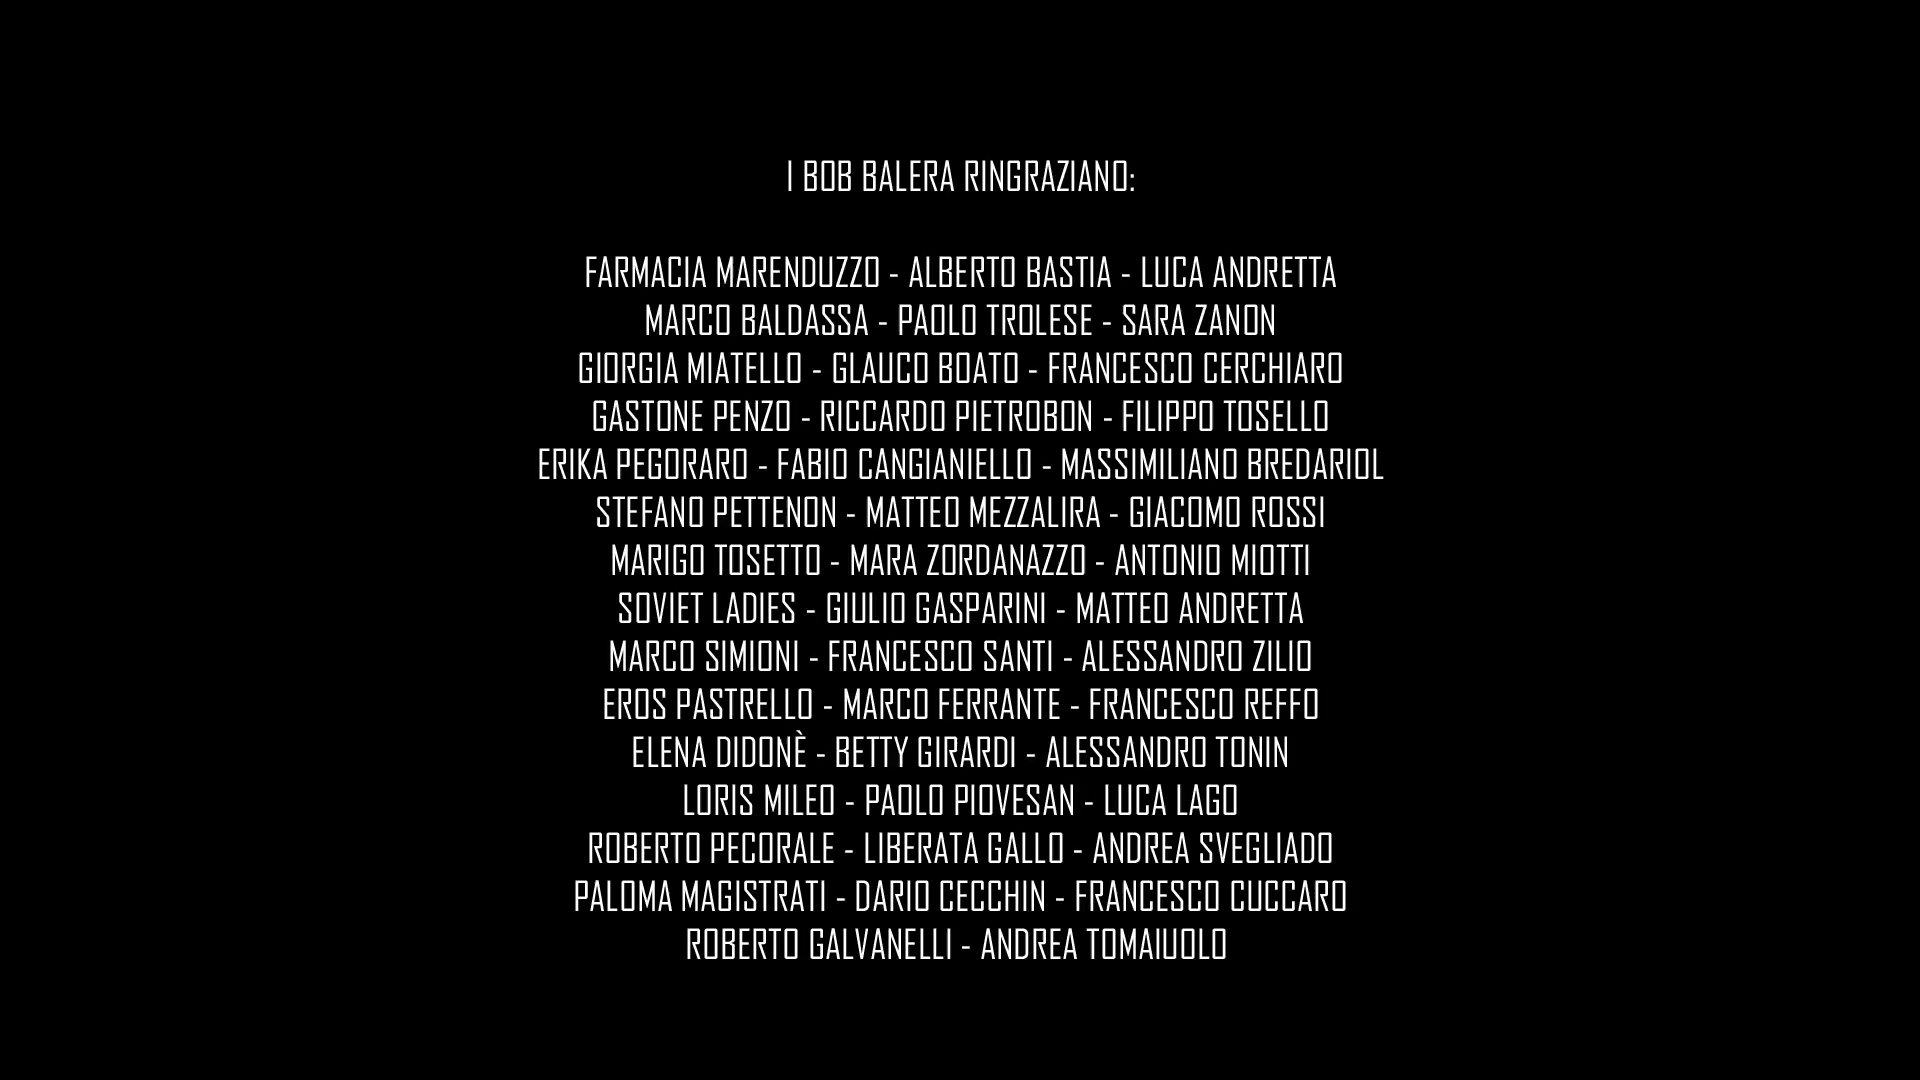 I BOB BALERA RINGRAZIANO:
FARMACIA MARENDUZZO - ALBERTO BASTIA - LUCA ANDRETTA
MARCO BALDASSA - PAOLO TROLESE - SARA ZANON
GIORGIA MIATELLO - GLAUCO BOATO - FRANCESCO CERCHIARO
GASTONE PENZO - RICCARDO PIETROBON - FILIPPO TOSELLO
ERIKA PEGORARO - FABIO CANGIANIELLO - MASSIMILIANO BREDARIOL
STEFANO PETTENON - MATTEO MEZZALIRA - GIACOMO ROSSI
MARIGO TOSETTO - MARA ZORDANAZZO - ANTONIO MIOTTI
SOVIET LADIES - GIULIO GASPARINI - MATTEO ANDRETTA
MARCO SIMIONI - FRANCESCO SANTI - ALESSANDRO ZILIO
EROS PASTRELLO - MARCO FERRANTE - FRANCESCO REFFO
ELENA DIDONÈ - BETTY GIRARDI - ALESSANDRO TONIN
LORIS MILEO - PAOLO PIOVESAN - LUCA LAGO
ROBERTO PECORALE - LIBERATA GALLO - ANDREA SVEGLIADO
PALOMA MAGISTRATI - DARIO CECCHIN - FRANCESCO CUCCARO
ROBERTO GALVANELLI - ANDREA TOMAIUOLO